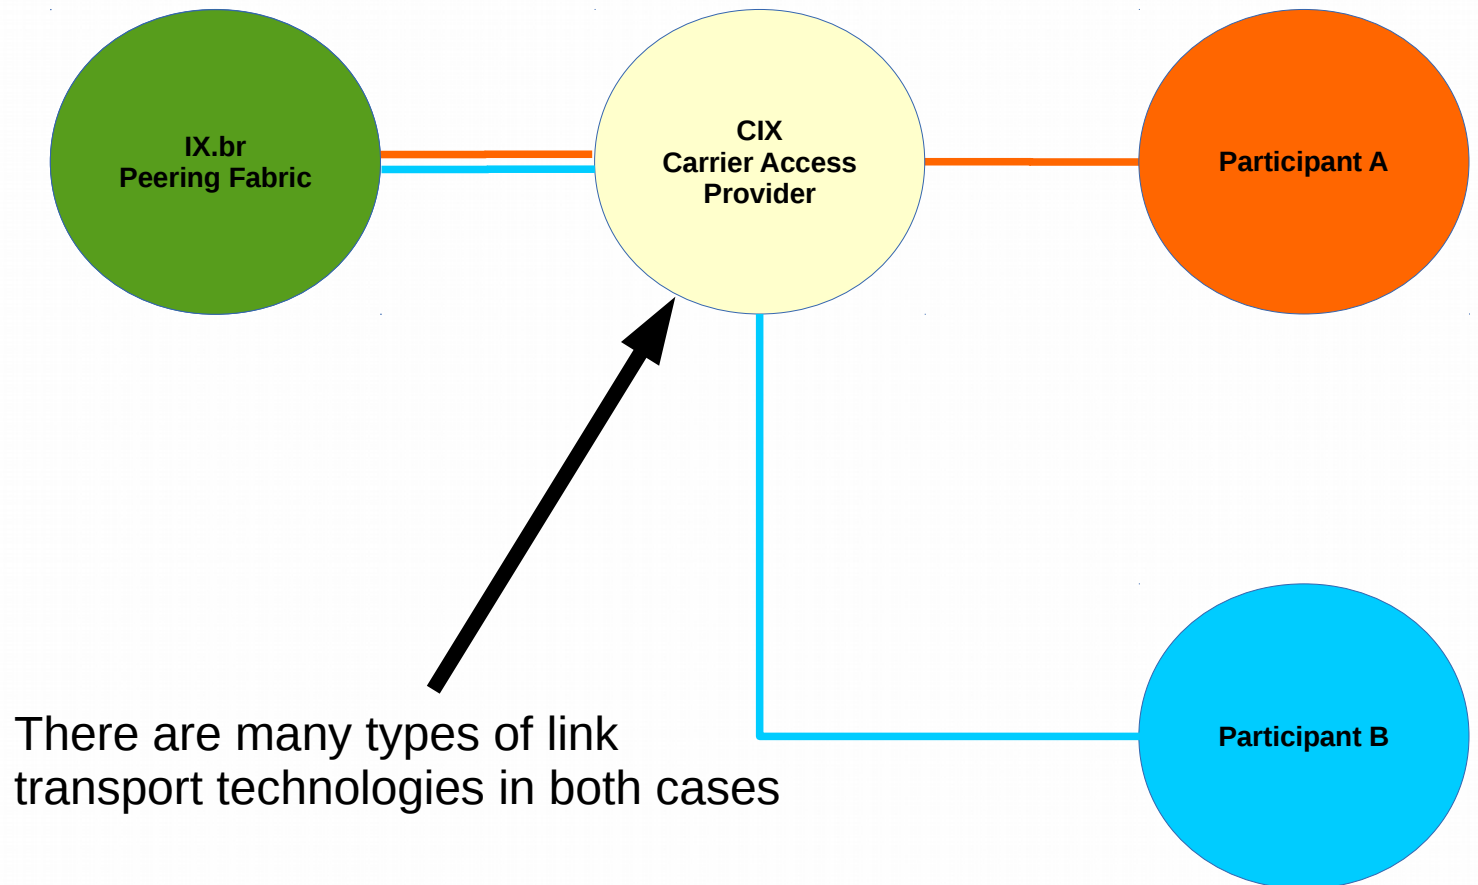 IX.br
Peering Fabric
CIX
Carrier Access
Provider
Participant A
There are many types of link
transport technologies in both cases
Participant B